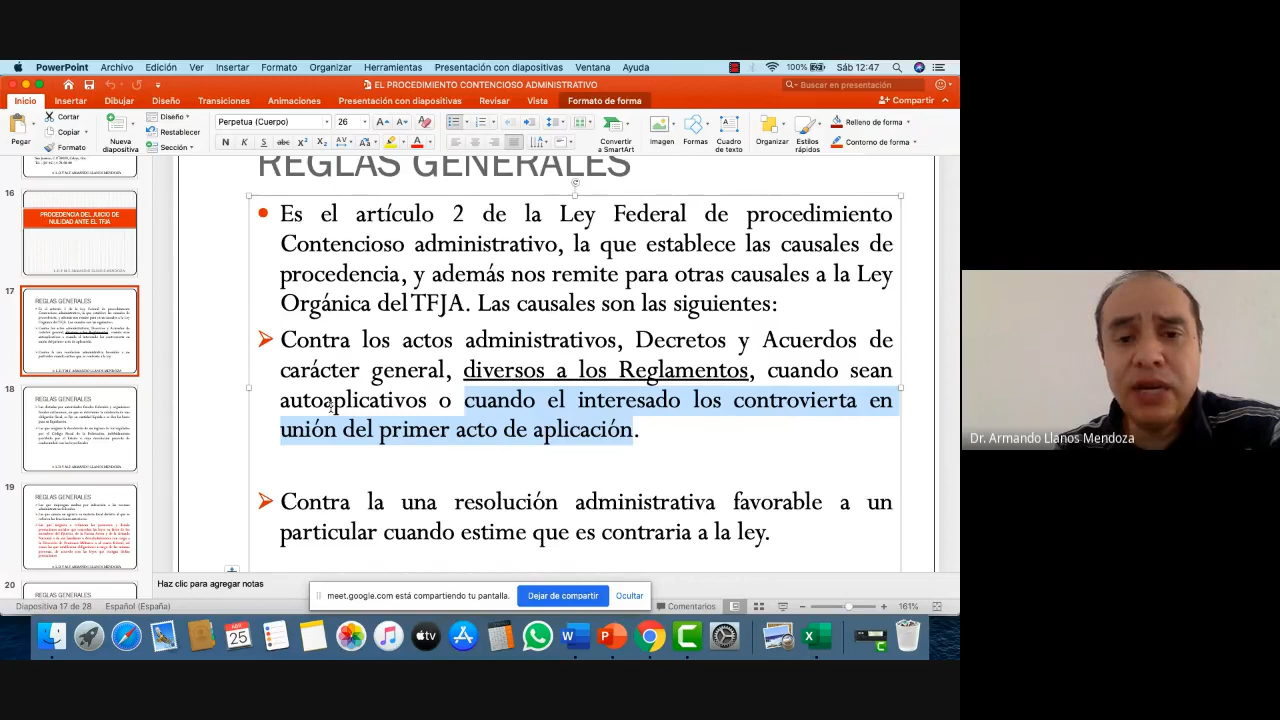 PowerPoint Archivo Edición Ver Insertar Formato Organizar Herramientas Presentación con diapositivas Ventana Ayuda 100% Sáb 12:47
EL PROCEDIMIENTO CONTENCIOSO ADMINISTRATIVO
Buscar en presentación
Inicio Insertar Dibujar Diseño Transiciones Animaciones Presentación con diapositivas Revisar Vista Formato de forma Compartir
Pegar
Cortar
Copiar
Formato
Nueva diapositiva
Diseño
Restablecer
Sección
Perpetua (Cuerpo) 26
N K S abc X² X₂
Convertir a SmartArt
Imagen
Formas
Cuadro de texto
Organizar
Estilos rápidos
Relleno de forma
Contorno de forma
16
PROCEDENCIA DEL JUICIO DE
NULIDAD ANTE EL TFJA
17
REGLAS GENERALES
18
REGLAS GENERALES
19
REGLAS GENERALES
20
REGLAS GENERALES
REGLAS GENERALES
Es el artículo 2 de la Ley Federal de procedimiento
Contencioso administrativo, la que establece las causales de
procedencia, y además nos remite para otras causales a la Ley
Orgánica del TFJA. Las causales son las siguientes.
Contra los actos administrativos, Decretos y Acuerdos de
carácter general, diversos a los Reglamentos, cuando sean
autoaplicativos o cuando el interesado los controvierta en
unión del primer acto de aplicación.
Contra la una resolución administrativa favorable a un
particular, cuando estime que es contraria a la ley.
Haz clic para agregar notas
meet.google.com está compartiendo tu pantalla. Dejar de compartir Ocultar
Diapositiva 17 de 28 Español (España) Comentarios 161%
ABR
25
tv
Dr. Armando Llanos Mendoza